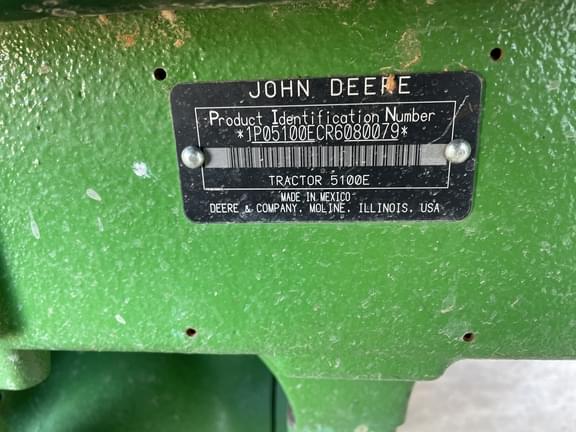 JOHN DEERE
Product Identification Number
*1P05100ECR6080079*
TRACTOR 5100E
MADE IN MEXICO
DEERE & COMPANY, MOLINE, ILLINOIS, USA